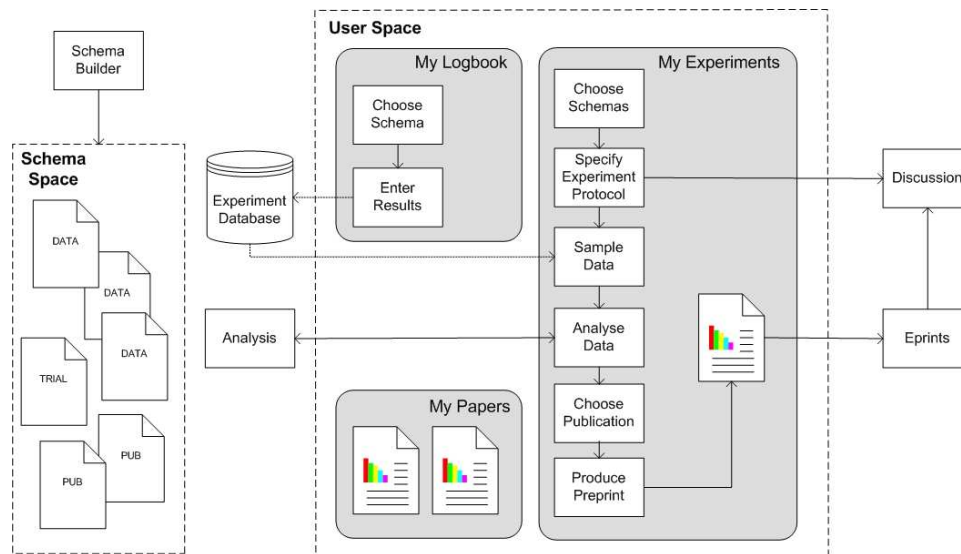 Schema
Builder
Schema
Space
DATA
DATA
DATA
TRIAL
PUB
PUB
Experiment
Database
Analysis
User Space
My Logbook
Choose
Schema
Enter
Results
My Papers
My Experiments
Choose
Schemas
Specify
Experiment
Protocol
Sample
Data
Analyse
Data
Choose
Publication
Produce
Preprint
Discussion
Eprints